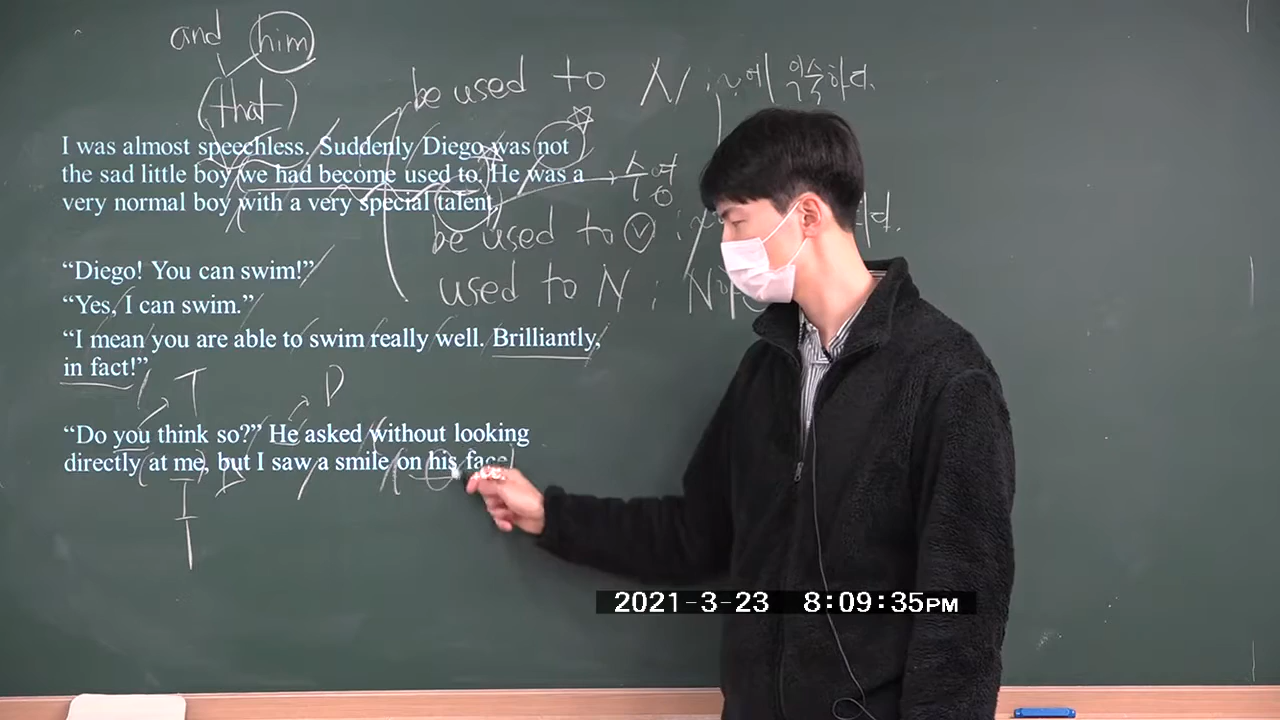 and him
(that)
be used to N : ~에 익숙하다.
I was almost speechless. Suddenly Diego was not
the sad little boy we had become used to. He was a
very normal boy with a very special talent.
수여
be used to V :
used to N : N
“Diego! You can swim!”
“Yes, I can swim.”
“I mean you are able to swim really well. Brilliantly,
in fact!”
T D
“Do you think so?” He asked without looking
directly at me, but I saw a smile on his face.
D
I
2021-3-23 8:09:35PM